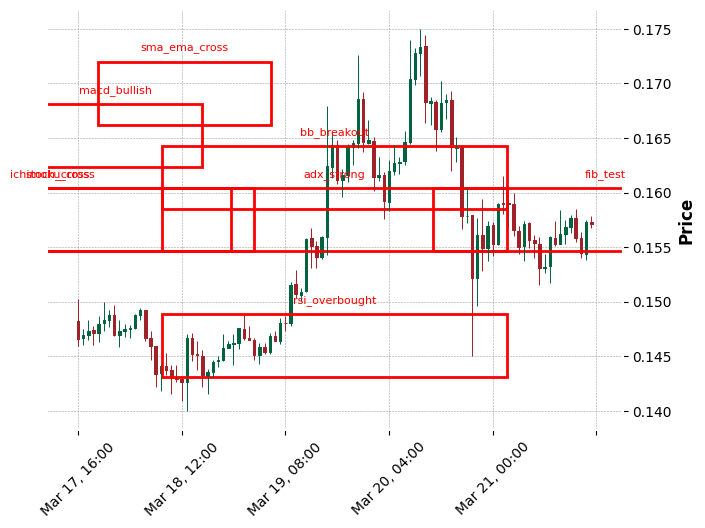 sma_ema_cross
macd_bullish
bb_breakout
adx_strong
fib_test
rsi_overbought
0.175
0.170
0.165
0.160
0.155
0.150
0.145
0.140
Price
Mar 17, 16:00
Mar 18, 12:00
Mar 19, 08:00
Mar 20, 04:00
Mar 21, 00:00